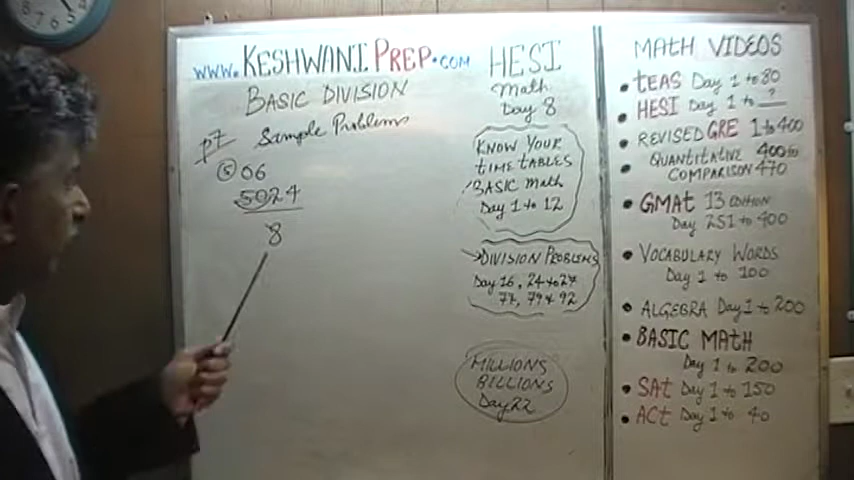 www.KESHWANIPREP.com
BASIC DIVISION
P7 Sample Problems
⑤ 06
5024
8
HESI
Math
Day 8
KNOW YOUR
TIME TABLES
BASIC Math
Day 1 to 12
DIVISION PROBLEMS
Day 16, 24 to 27
77, 79 & 92
MILLIONS
BILLIONS
Day 22
MATH VIDEOS
• TEAS Day 1 to 80
• HESI Day 1 to ?
• REVISED GRE 1 to 400
• QUANTITATIVE 400 to
COMPARISON 470
• GMAT 13 EDITION
Day 251 to 400
• VOCABULARY WORDS
Day 1 to 100
• ALGEBRA Day 1 to 200
• BASIC MATH
Day 1 to 200
• SAT Day 1 to 150
• ACT Day 1 to 40